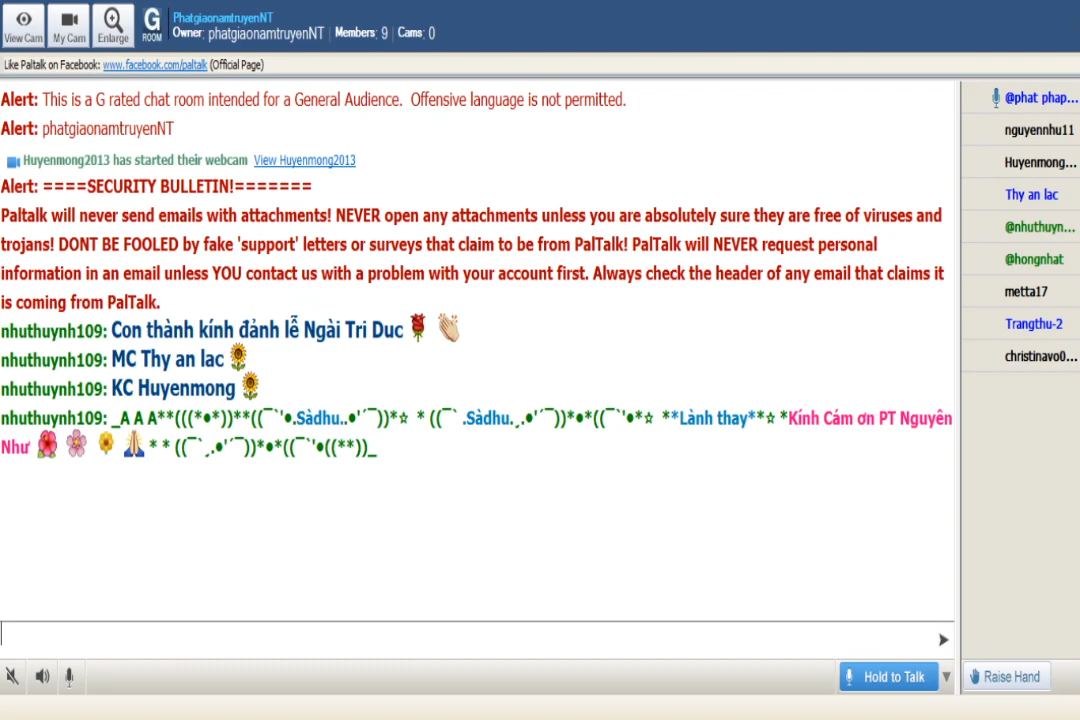 View Cam
My Cam
Enlarge
G
ROOM
PhatgiaonamtruyenNT
Owner: phatgiaonamtruyenNT | Members: 9 | Cams: 0
Like Paltalk on Facebook: www.facebook.com/paltalk (Official Page)
Alert: This is a G rated chat room intended for a General Audience. Offensive language is not permitted.
Alert: phatgiaonamtruyenNT
Huyenmong2013 has started their webcam View Huyenmong2013
Alert: ====SECURITY BULLETIN!=======
Paltalk will never send emails with attachments! NEVER open any attachments unless you are absolutely sure they are free of viruses and
trojans! DONT BE FOOLED by fake 'support' letters or surveys that claim to be from PalTalk! PalTalk will NEVER request personal
information in an email unless YOU contact us with a problem with your account first. Always check the header of any email that claims it
is coming from PalTalk.
nhuthuynh109: Con thành kính đảnh lễ Ngài Tri Duc 🌹 👏
nhuthuynh109: MC Thy an lac 🌻
nhuthuynh109: KC Huyenmong 🌻
nhuthuynh109: _A A A**(((*•*))**((¯`'•.Sàdhu..•'´¯))*☆ * ((¯` .Sàdhu.¸.•'´¯))*•*((¯`'•*☆ **Lành thay**☆ *Kính Cám ơn PT Nguyên
Như 🌺 🌸 🌼 🙏 * * ((¯`¸.•'´¯))*•*((¯`'•((**))_
@phat phap...
nguyennhu11
Huyenmong...
Thy an lac
@nhuthuyn...
@hongnhat
metta17
Trangthu-2
christinavo0...
Hold to Talk
Raise Hand